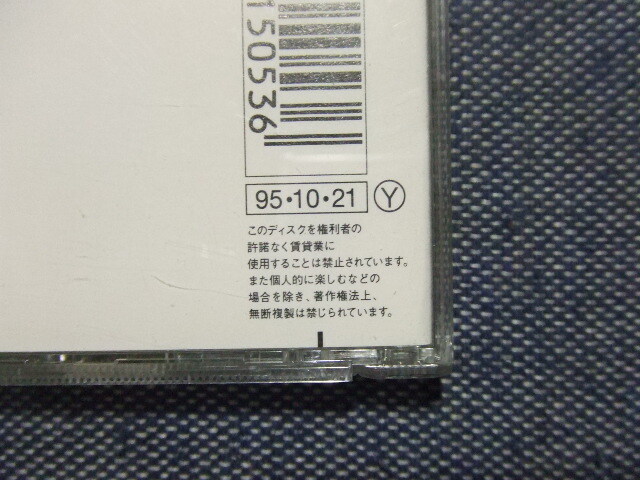 150536
95・10・21 Ⓨ
このディスクを権利者の
許諾なく賃貸業に
使用することは禁止されています。
また個人的に楽しむなどの
場合を除き、著作権法上、
無断複製は禁じられています。